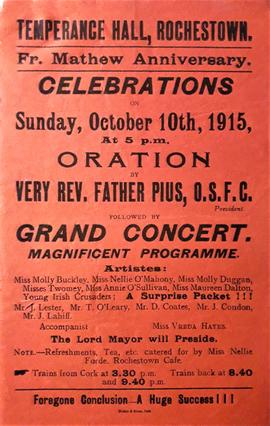 TEMPERANCE HALL, ROCHESTOWN.
Fr. Mathew Anniversary.
CELEBRATIONS
ON
Sunday, October 10th, 1915,
At 5 p.m.
ORATION
BY
VERY REV. FATHER PIUS, O.S.F.C.
President.
FOLLOWED BY
GRAND CONCERT.
MAGNIFICENT PROGRAMME.
Artistes:
Miss Molly Buckley, Miss Nellie O'Mahony, Miss Molly Duggan,
Misses Twomey, Miss Annie O'Sullivan, Miss Maureen Dalton,
Young Irish Crusaders; A Surprise Packet !!!
Mr. J. Lester, Mr. T. O'Leary, Mr. D. Coates, Mr. J. Condon,
Mr. J. Lahiff.
Accompanist Miss VREDA HAYES.
The Lord Mayor will Preside.
NOTE.—Refreshments, Tea, etc. catered for by Miss Nellie
Forde, Rochestown Cafe.
Trains from Cork at 3.30 p.m. Trains back at 8.40
and 9.40 p.m.
Foregone Conclusion—A Huge Success!!!